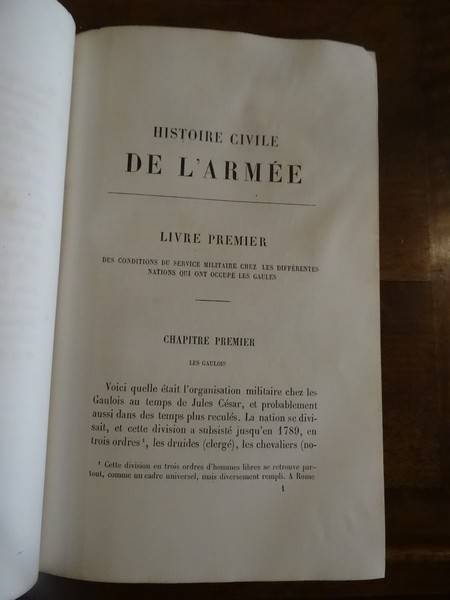 HISTOIRE CIVILE
DE L'ARMÉE
LIVRE PREMIER
DES CONDITIONS DU SERVICE MILITAIRE CHEZ LES DIFFÉRENTES
NATIONS QUI ONT OCCUPÉ LES GAULES
CHAPITRE PREMIER
LES GAULOIS
Voici quelle était l'organisation militaire chez les
Gaulois au temps de Jules César, et probablement
aussi dans des temps plus reculés. La nation se divi-
sait, et cette division a subsisté jusqu'en 1789, en
trois ordres¹, les druides (clergé), les chevaliers (no-
¹ Cette division en trois ordres d'hommes libres se retrouve par-
tout, comme un cadre universel, mais diversement rempli. A Rome
1